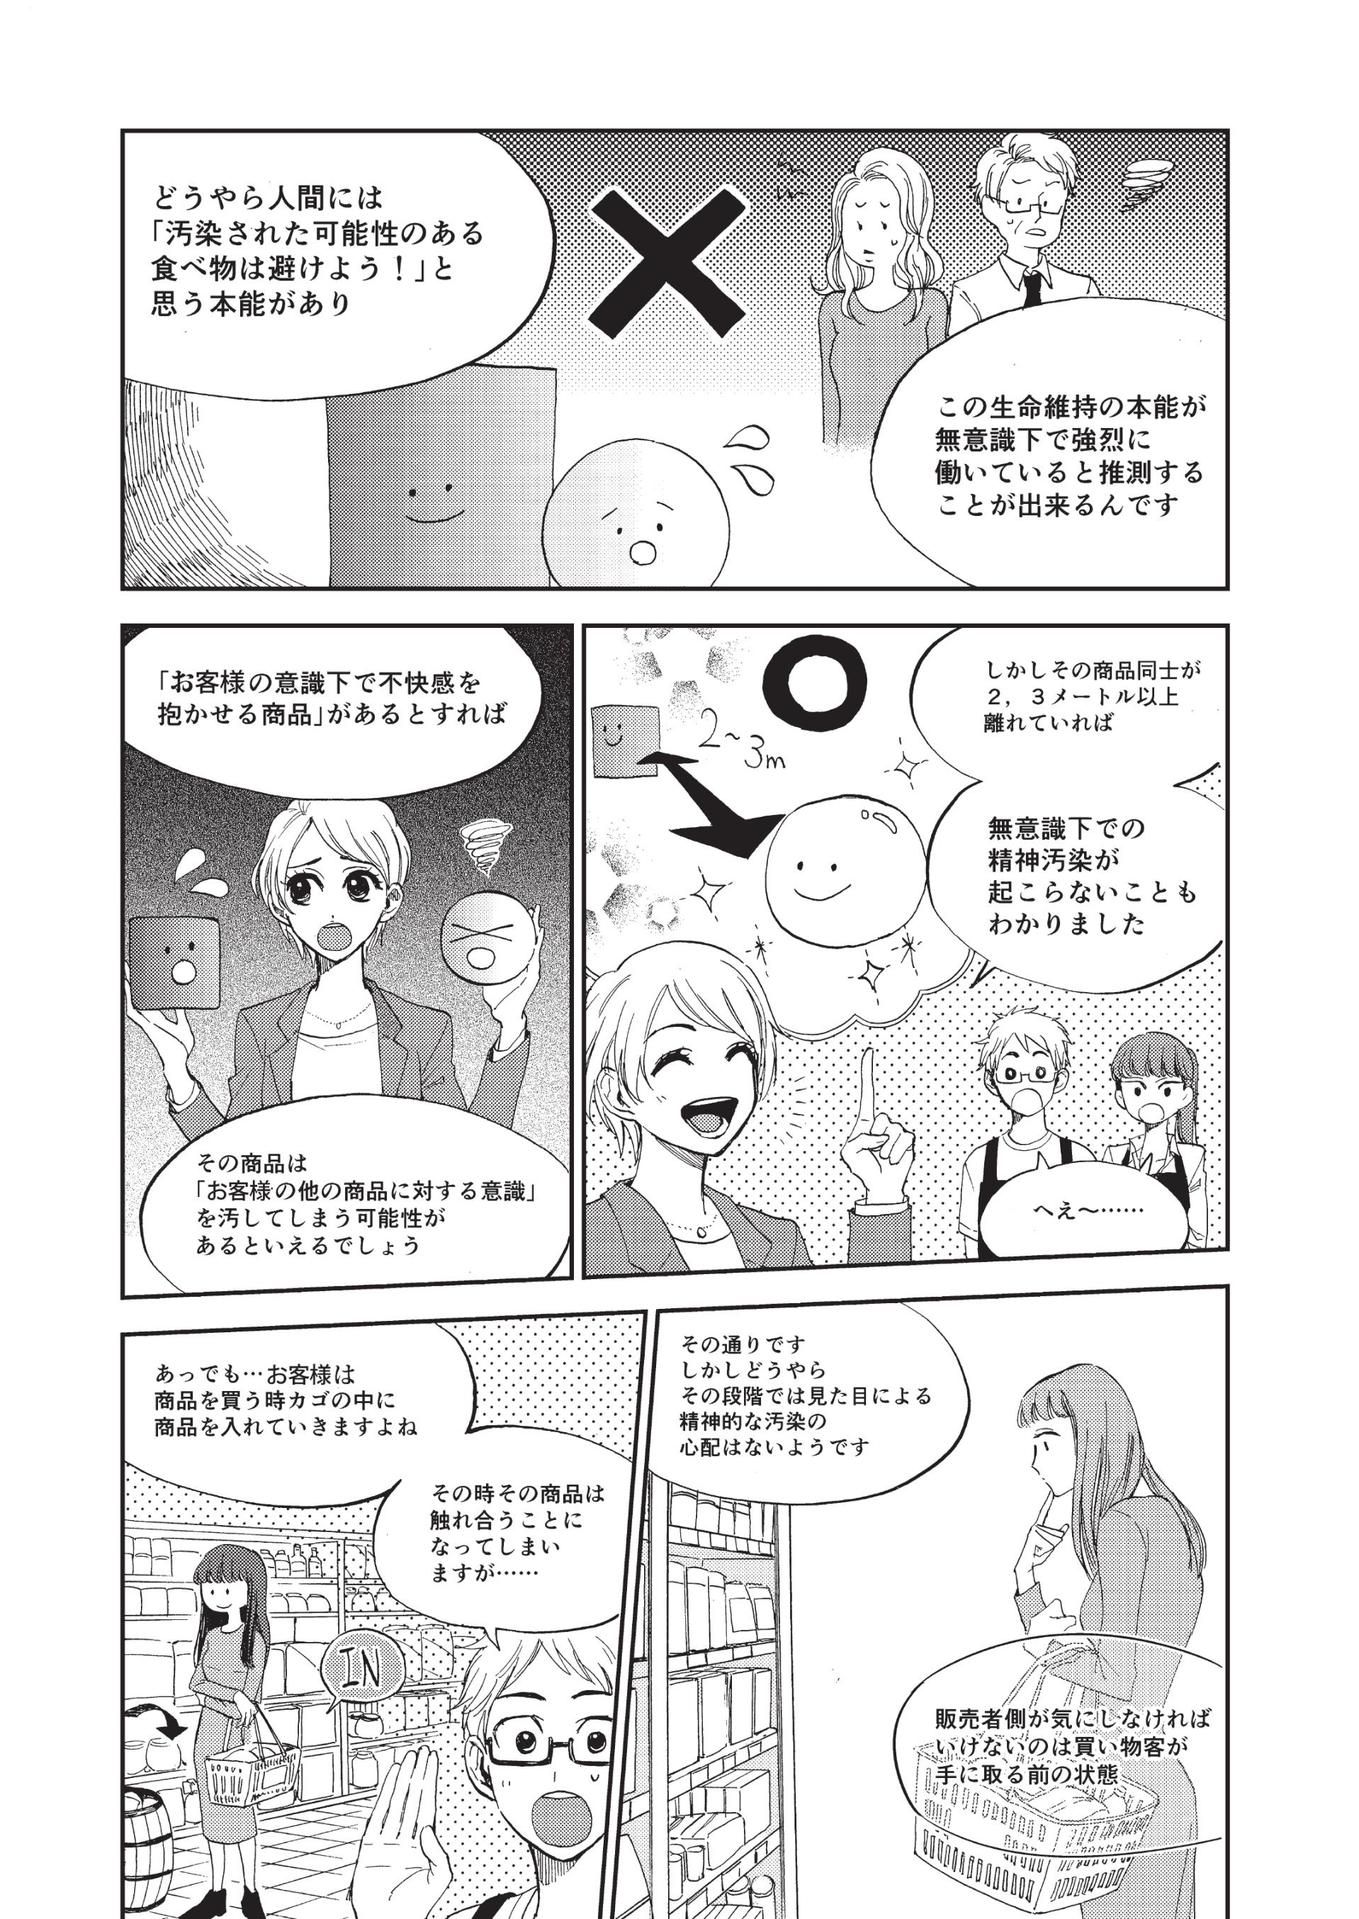 どうやら人間には
「汚染された可能性のある
食べ物は避けよう！」と
思う本能があり
この生命維持の本能が
無意識下で強烈に
働いていると推測する
ことが出来るんです
「お客様の意識下で不快感を
抱かせる商品」があるとすれば
その商品は
「お客様の他の商品に対する意識」
を汚してしまう可能性が
あるといえるでしょう
しかしその商品同士が
２，３メートル以上
離れていれば
2~3m
無意識下での
精神汚染が
起こらないことも
わかりました
へえ〜……
あっでも…お客様は
商品を買う時カゴの中に
商品を入れていきますよね
その時その商品は
触れ合うことに
なってしまい
ますが……
IN
その通りです
しかしどうやら
その段階では見た目による
精神的な汚染の
心配はないようです
販売者側が気にしなければ
いけないのは買い物客が
手に取る前の状態